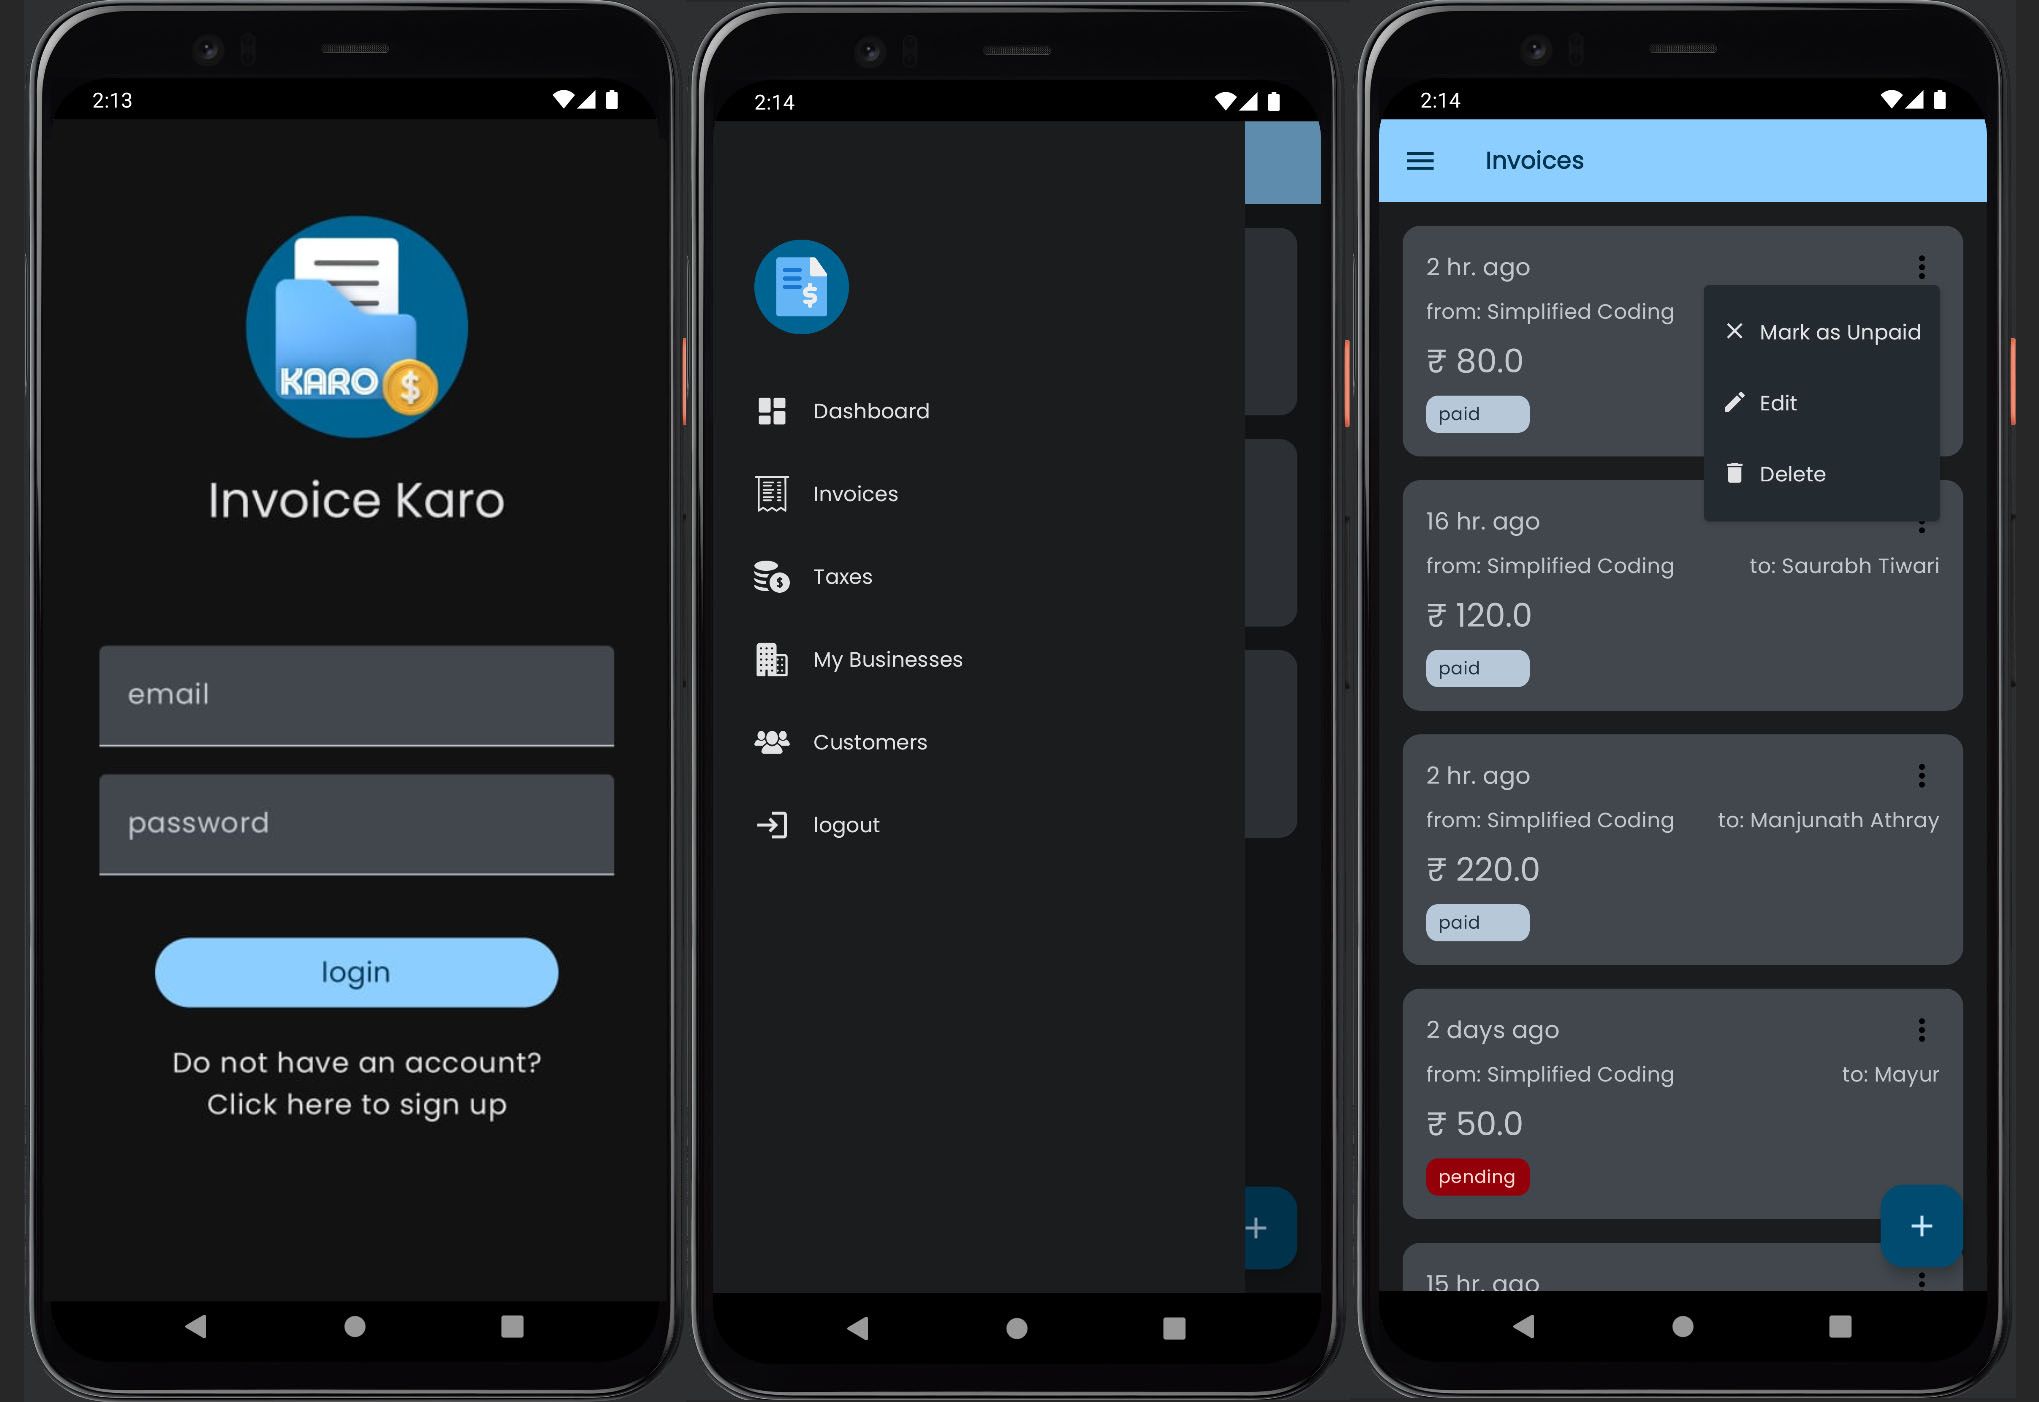 2:13
KARO
$
Invoice Karo
email
password
login
Do not have an account?
Click here to sign up
2:14
$
Dashboard
Invoices
$
Taxes
My Businesses
Customers
logout
+
2:14
Invoices
2 hr. ago
from: Simplified Coding
₹ 80.0
paid
Mark as Unpaid
Edit
Delete
16 hr. ago
from: Simplified Coding to: Saurabh Tiwari
₹ 120.0
paid
2 hr. ago
from: Simplified Coding to: Manjunath Athray
₹ 220.0
paid
2 days ago
from: Simplified Coding to: Mayur
₹ 50.0
pending
+
15 hr. ago